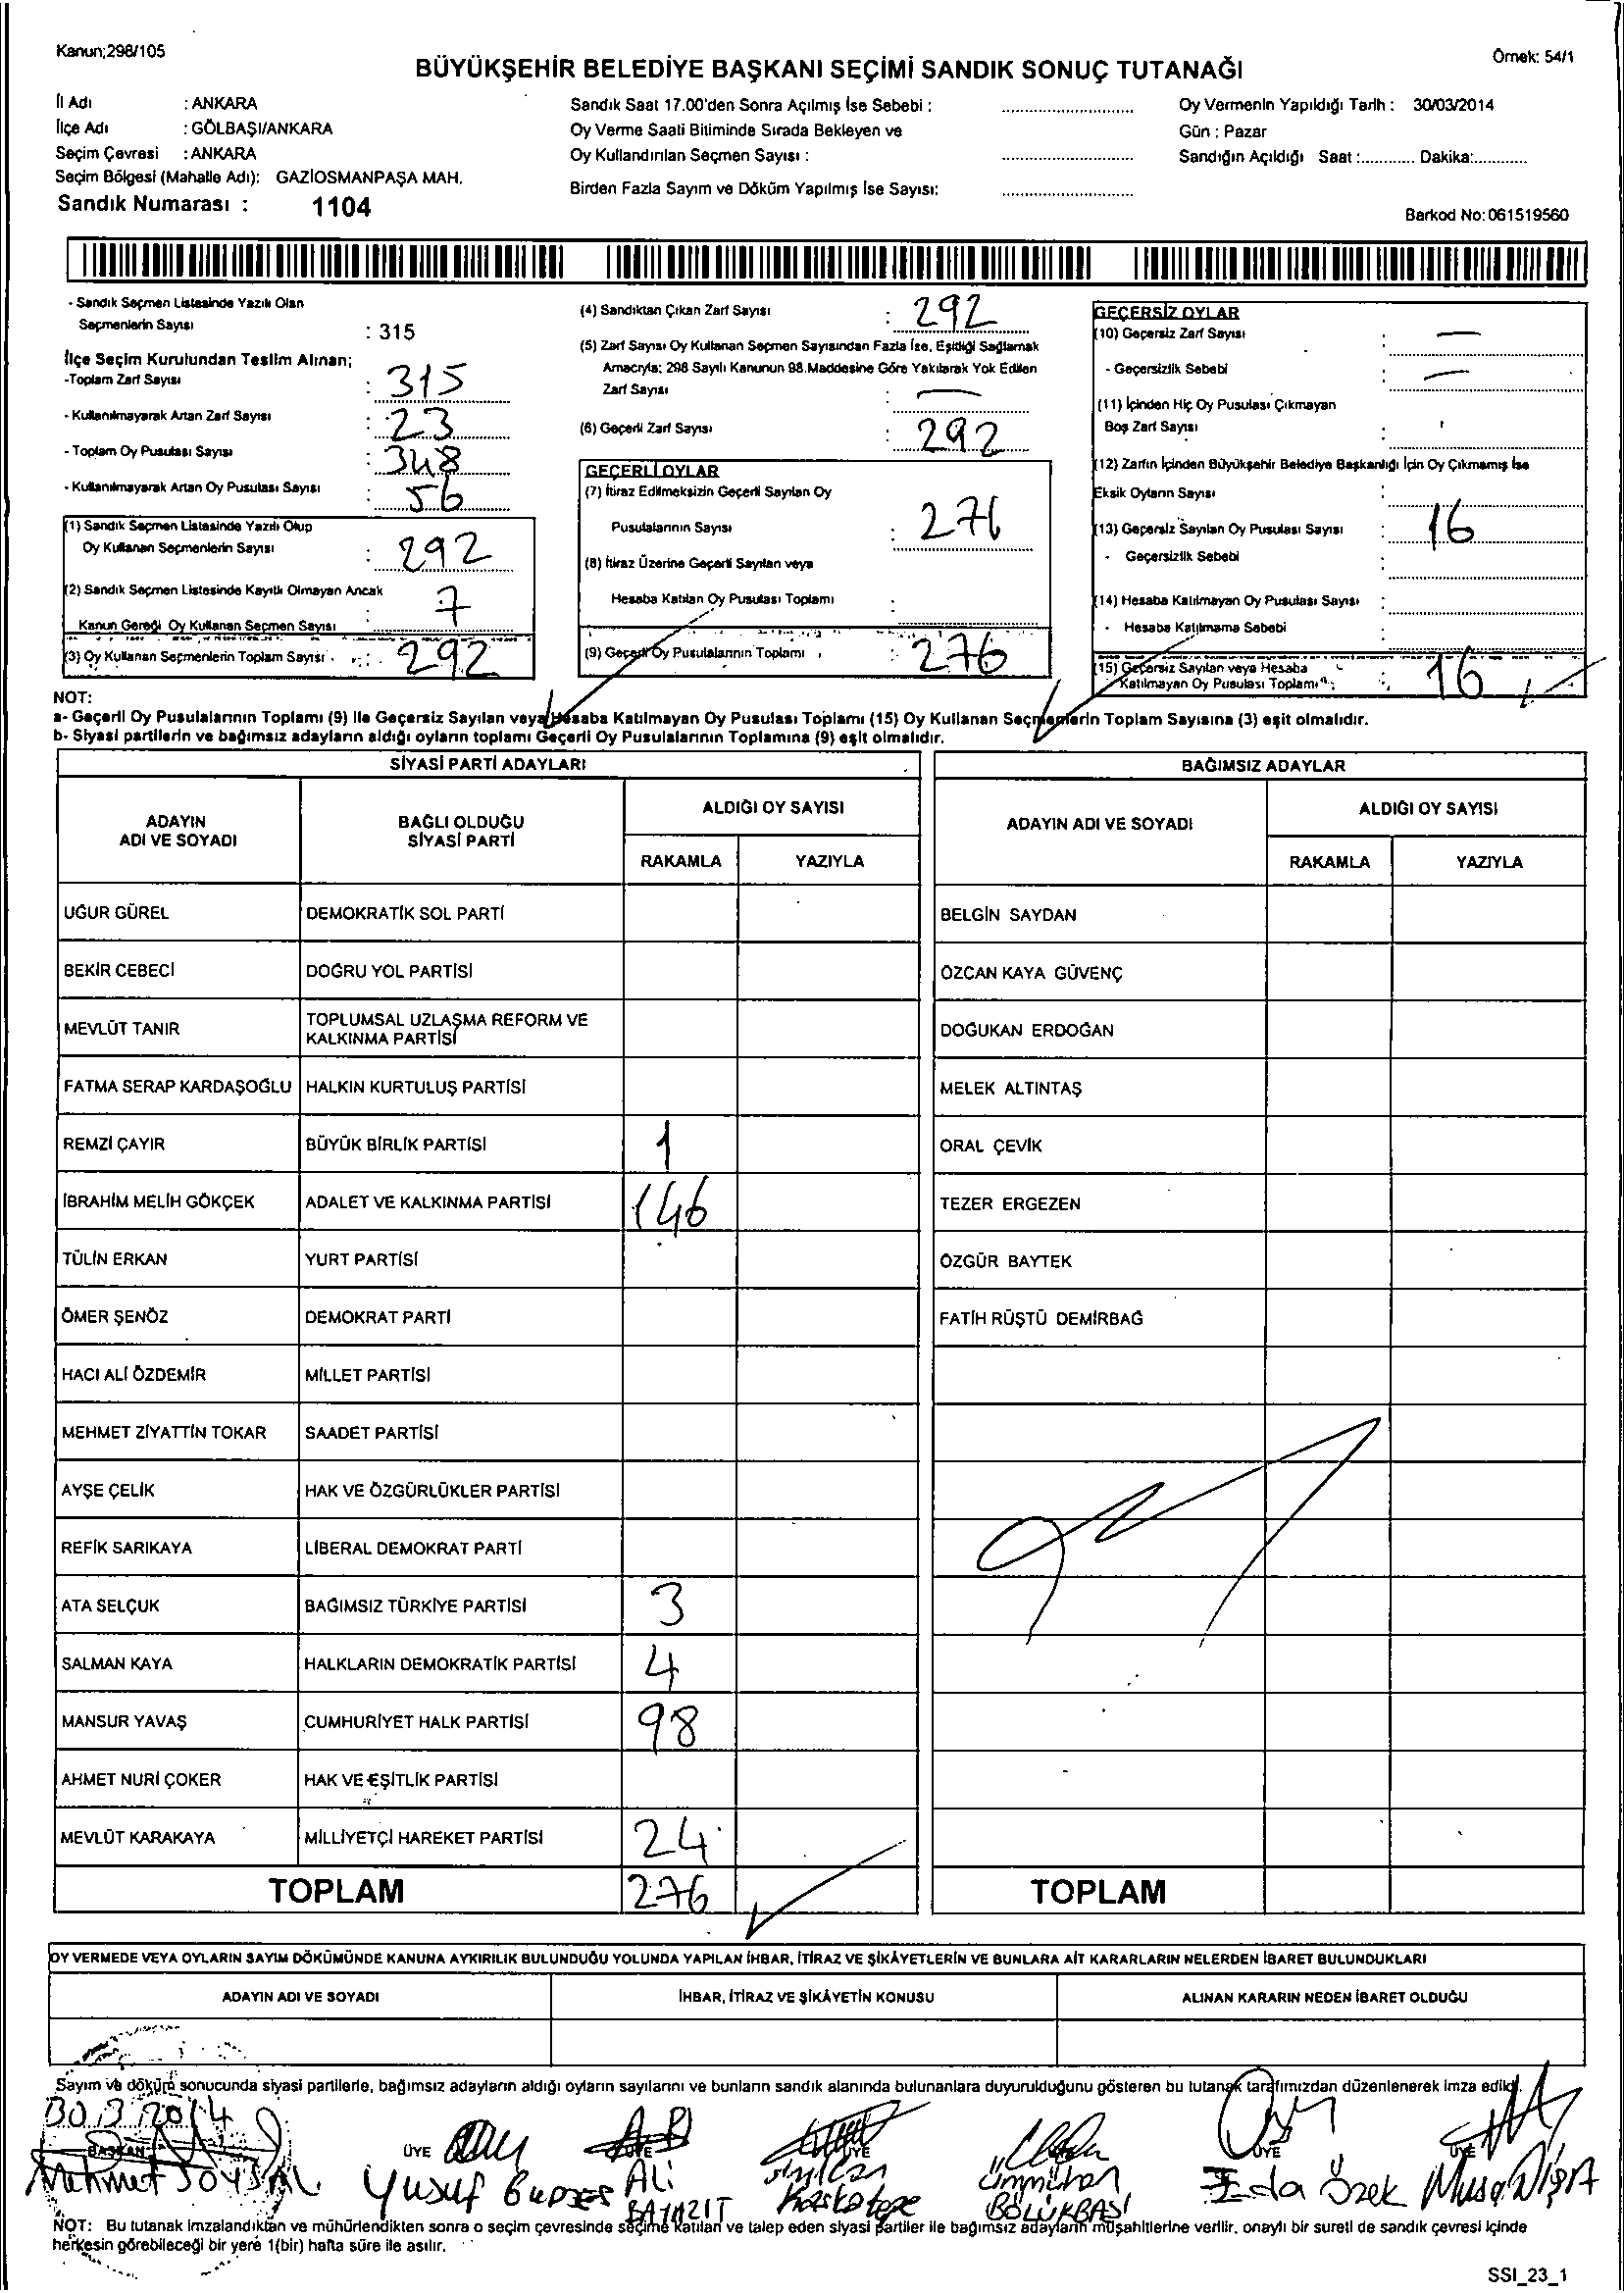 Kanun;298/105
Örnek: 54/1
BÜYÜKŞEHİR BELEDİYE BAŞKANI SEÇİMİ SANDIK SONUÇ TUTANAĞI
İl Adı : ANKARA
İlçe Adı : GÖLBAŞI/ANKARA
Seçim Çevresi : ANKARA
Seçim Bölgesi (Mahalle Adı): GAZİOSMANPAŞA MAH.
Sandık Numarası : 1104
Sandık Saat 17.00'den Sonra Açılmış İse Sebebi :
Oy Verme Saati Bitiminde Sırada Bekleyen ve
Oy Kullandırılan Seçmen Sayısı :
Birden Fazla Sayım ve Döküm Yapılmış İse Sayısı:
Oy Vermenin Yapıldığı Tarih : 30/03/2014
Gün : Pazar
Sandığın Açıldığı Saat :............ Dakika:............
Barkod No:061519560
- Sandık Seçmen Listesinde Yazılı Olan
Seçmenlerin Sayısı : 315
İlçe Seçim Kurulundan Teslim Alınan;
-Toplam Zarf Sayısı : 315
- Kullanılmayarak Artan Zarf Sayısı : 23
- Toplam Oy Pusulası Sayısı : 348
- Kullanılmayarak Artan Oy Pusulası Sayısı : 56
(1) Sandık Seçmen Listesinde Yazılı Olup
Oy Kullanan Seçmenlerin Sayısı : 292
(2) Sandık Seçmen Listesinde Kayıtlı Olmayan Ancak
Kanun Gereği Oy Kullanan Seçmen Sayısı : 7
(3) Oy Kullanan Seçmenlerin Toplam Sayısı : 292
(4) Sandıktan Çıkan Zarf Sayısı : 292
(5) Zarf Sayısı Oy Kullanan Seçmen Sayısından Fazla İse, Eşitliği Sağlamak
Amacıyla; 298 Sayılı Kanunun 98.Maddesine Göre Yakılarak Yok Edilen
Zarf Sayısı : —
(6) Geçerli Zarf Sayısı : 292
GEÇERLİ OYLAR
(7) İtiraz Edilmeksizin Geçerli Sayılan Oy
Pusulalarının Sayısı : 276
(8) İtiraz Üzerine Geçerli Sayılan veya
Hesaba Katılan Oy Pusulası Toplamı :
(9) Geçerli Oy Pusulalarının Toplamı : 276
GEÇERSİZ OYLAR
(10) Geçersiz Zarf Sayısı : —
- Geçersizlik Sebebi : —
(11) İçinden Hiç Oy Pusulası Çıkmayan
Boş Zarf Sayısı :
(12) Zarfın İçinden Büyükşehir Belediye Başkanlığı İçin Oy Çıkmamış İse
Eksik Oyların Sayısı :
(13) Geçersiz Sayılan Oy Pusulası Sayısı : 16
- Geçersizlik Sebebi :
(14) Hesaba Katılmayan Oy Pusulası Sayısı :
- Hesaba Katılmama Sebebi :
(15) Geçersiz Sayılan veya Hesaba
Katılmayan Oy Pusulası Toplamı : 16
NOT:
a- Geçerli Oy Pusulalarının Toplamı (9) ile Geçersiz Sayılan veya Hesaba Katılmayan Oy Pusulası Toplamı (15) Oy Kullanan Seçmenlerin Toplam Sayısına (3) eşit olmalıdır.
b- Siyasi partilerin ve bağımsız adayların aldığı oyların toplamı Geçerli Oy Pusulalarının Toplamına (9) eşit olmalıdır.
SİYASİ PARTİ ADAYLARI
ADAYIN ADI VE SOYADI
BAĞLI OLDUĞU SİYASİ PARTİ
ALDIĞI OY SAYISI
RAKAMLA YAZIYLA
UĞUR GÜREL DEMOKRATİK SOL PARTİ
BEKİR CEBECİ DOĞRU YOL PARTİSİ
MEVLÜT TANIR TOPLUMSAL UZLAŞMA REFORM VE
KALKINMA PARTİSİ
FATMA SERAP KARDAŞOĞLU HALKIN KURTULUŞ PARTİSİ
REMZİ ÇAYIR BÜYÜK BİRLİK PARTİSİ 1
İBRAHİM MELİH GÖKÇEK ADALET VE KALKINMA PARTİSİ 146
TÜLİN ERKAN YURT PARTİSİ
ÖMER ŞENÖZ DEMOKRAT PARTİ
HACI ALİ ÖZDEMİR MİLLET PARTİSİ
MEHMET ZİYATTİN TOKAR SAADET PARTİSİ
AYŞE ÇELİK HAK VE ÖZGÜRLÜKLER PARTİSİ
REFİK SARIKAYA LİBERAL DEMOKRAT PARTİ
ATA SELÇUK BAĞIMSIZ TÜRKİYE PARTİSİ 3
SALMAN KAYA HALKLARIN DEMOKRATİK PARTİSİ 4
MANSUR YAVAŞ CUMHURİYET HALK PARTİSİ 98
AHMET NURİ ÇOKER HAK VE EŞİTLİK PARTİSİ
MEVLÜT KARAKAYA MİLLİYETÇİ HAREKET PARTİSİ 24
TOPLAM 276
BAĞIMSIZ ADAYLAR
ADAYIN ADI VE SOYADI
ALDIĞI OY SAYISI
RAKAMLA YAZIYLA
BELGİN SAYDAN
ÖZCAN KAYA GÜVENÇ
DOĞUKAN ERDOĞAN
MELEK ALTINTAŞ
ORAL ÇEVİK
TEZER ERGEZEN
ÖZGÜR BAYTEK
FATİH RÜŞTÜ DEMİRBAĞ
TOPLAM
OY VERMEDE VEYA OYLARIN SAYIM DÖKÜMÜNDE KANUNA AYKIRILIK BULUNDUĞU YOLUNDA YAPILAN İHBAR, İTİRAZ VE ŞİKÂYETLERİN VE BUNLARA AİT KARARLARIN NELERDEN İBARET BULUNDUKLARI
ADAYIN ADI VE SOYADI İHBAR, İTİRAZ VE ŞİKÂYETİN KONUSU ALINAN KARARIN NEDEN İBARET OLDUĞU
Sayım ve döküm sonucunda siyasi partilerle, bağımsız adayların aldığı oyların sayılarını ve bunların sandık alanında bulunanlara duyurulduğunu gösteren bu tutanak tarafımızdan düzenlenerek imza edildi.
30.3.2014
BAŞKAN ÜYE ÜYE ÜYE ÜYE ÜYE
Mehmet SOYSAL Yusuf Ali BAYAZIT Ümmühan BÖLÜKBAŞI Eda Özek Musa
NOT: Bu tutanak imzalandıktan ve mühürlendikten sonra o seçim çevresinde seçime katılan ve talep eden siyasi partiler ile bağımsız adayların müşahitlerine verilir, onaylı bir sureti de sandık çevresi içinde
herkesin görebileceği bir yere 1(bir) hafta süre ile asılır.
SSI_23_1